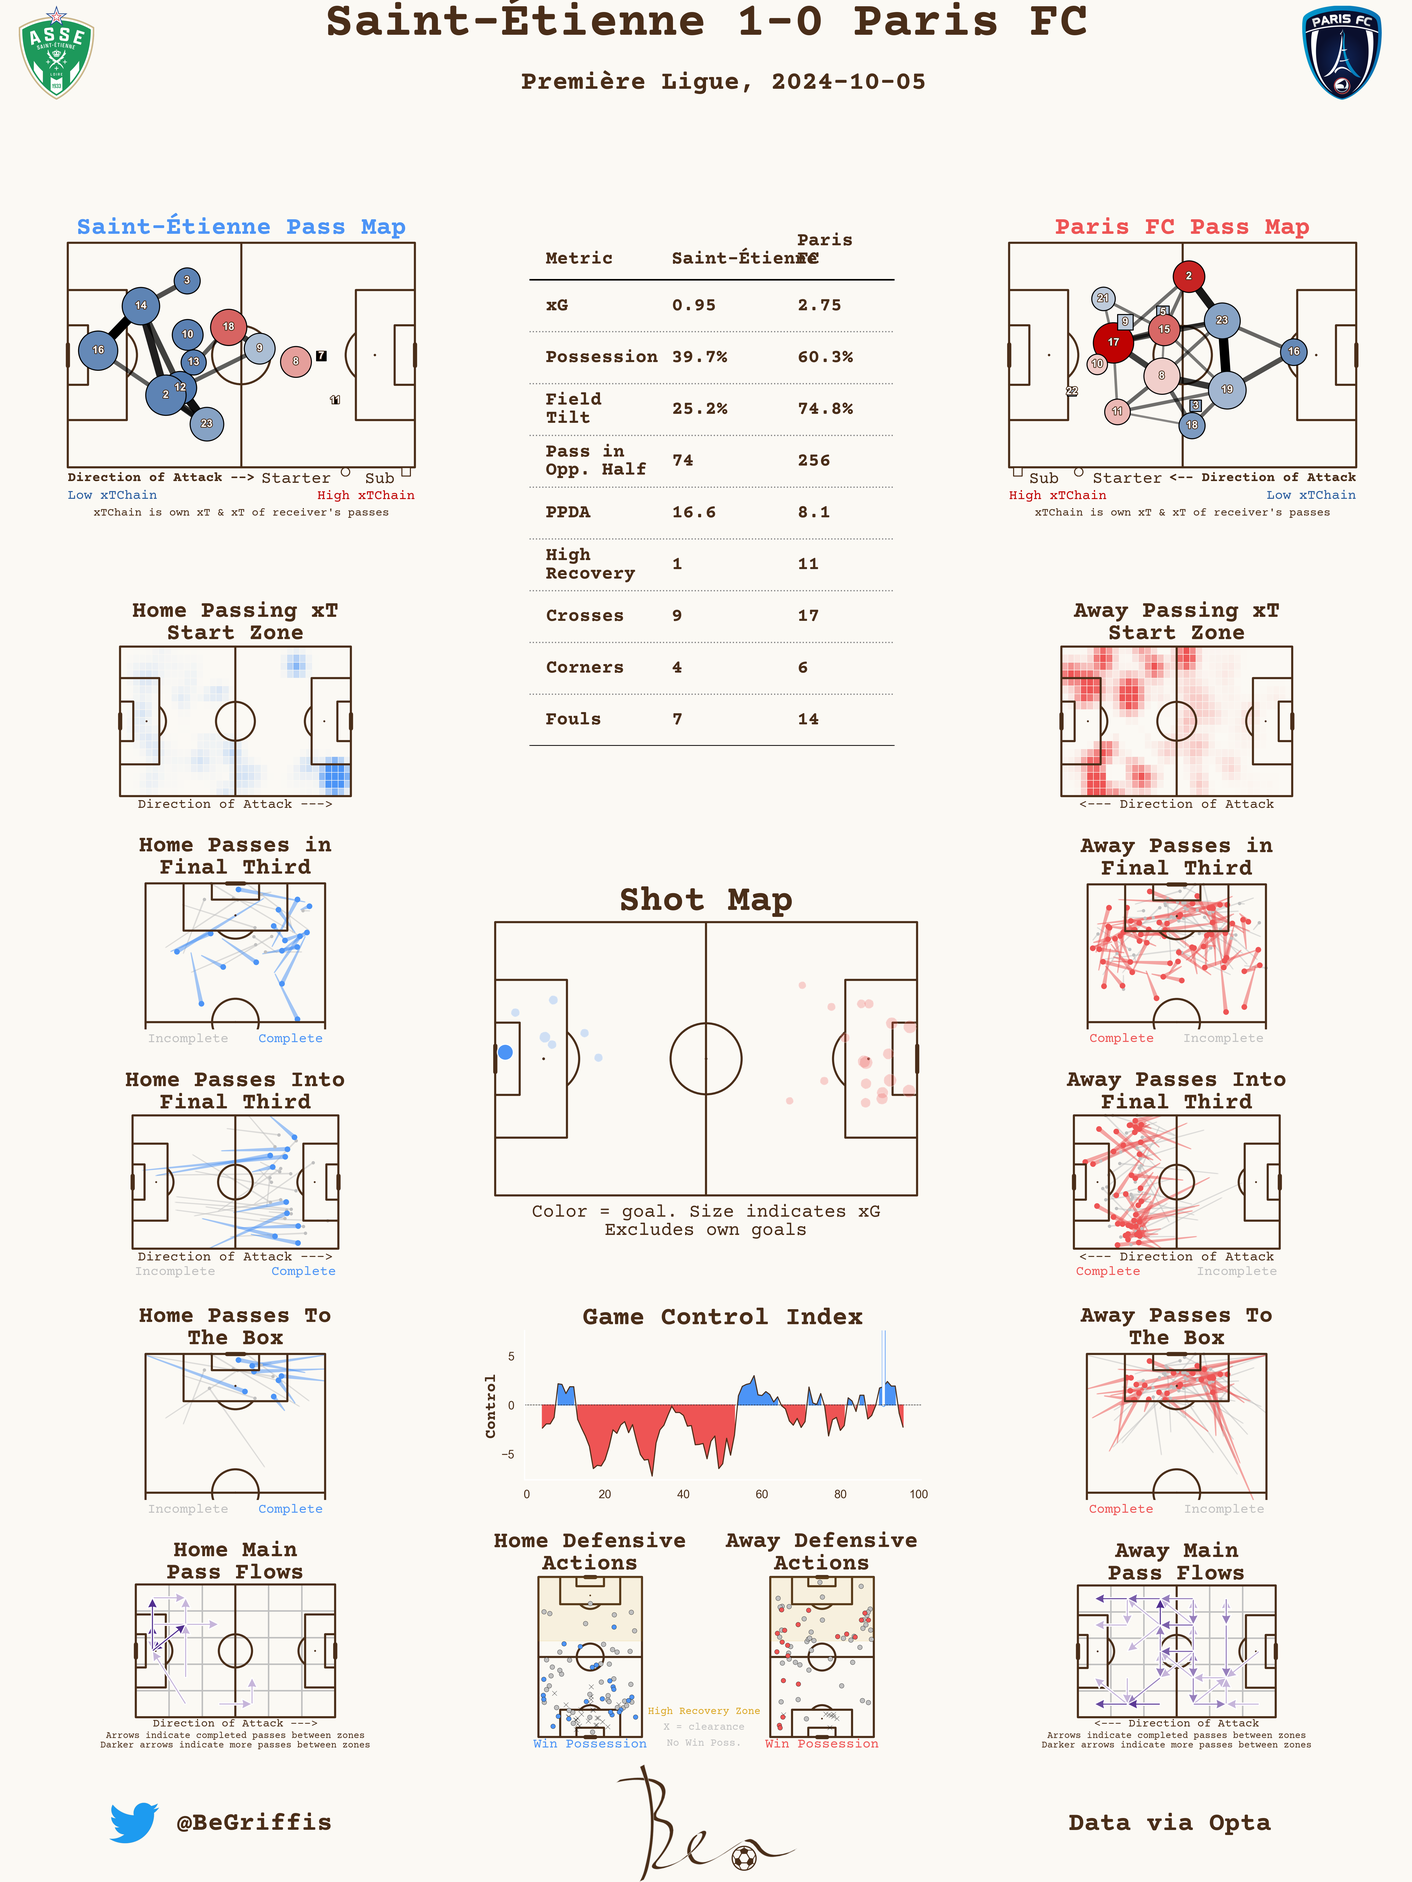 Saint-Étienne 1-0 Paris FC
Première Ligue, 2024-10-05
ASSE
SAINT-ÉTIENNE
LOIRE
PARIS FC
Saint-Étienne Pass Map
3
14
10
18
16
13
9
8
7
2
12
11
23
Direction of Attack --> Starter Sub
Low xTChain High xTChain
xTChain is own xT & xT of receiver's passes
Metric Saint-Étienne Paris FC
xG 0.95 2.75
Possession 39.7% 60.3%
Field Tilt 25.2% 74.8%
Pass in Opp. Half 74 256
PPDA 16.6 8.1
High Recovery 1 11
Crosses 9 17
Corners 4 6
Fouls 7 14
Paris FC Pass Map
2
21
5
9
23
15
17
16
10
8
22
19
3
11
18
Sub Starter <-- Direction of Attack
High xTChain Low xTChain
xTChain is own xT & xT of receiver's passes
Home Passing xT
Start Zone
Direction of Attack --->
Away Passing xT
Start Zone
<--- Direction of Attack
Home Passes in
Final Third
Incomplete Complete
Away Passes in
Final Third
Complete Incomplete
Shot Map
Color = goal. Size indicates xG
Excludes own goals
Home Passes Into
Final Third
Direction of Attack --->
Incomplete Complete
Away Passes Into
Final Third
<--- Direction of Attack
Complete Incomplete
Home Passes To
The Box
Incomplete Complete
Game Control Index
Control
5
0
−5
0 20 40 60 80 100
Away Passes To
The Box
Complete Incomplete
Home Main
Pass Flows
Direction of Attack --->
Arrows indicate completed passes between zones
Darker arrows indicate more passes between zones
Home Defensive
Actions
Win Possession
High Recovery Zone
X = clearance
No Win Poss.
Away Defensive
Actions
Win Possession
Away Main
Pass Flows
<--- Direction of Attack
Arrows indicate completed passes between zones
Darker arrows indicate more passes between zones
@BeGriffis
Ben
Data via Opta